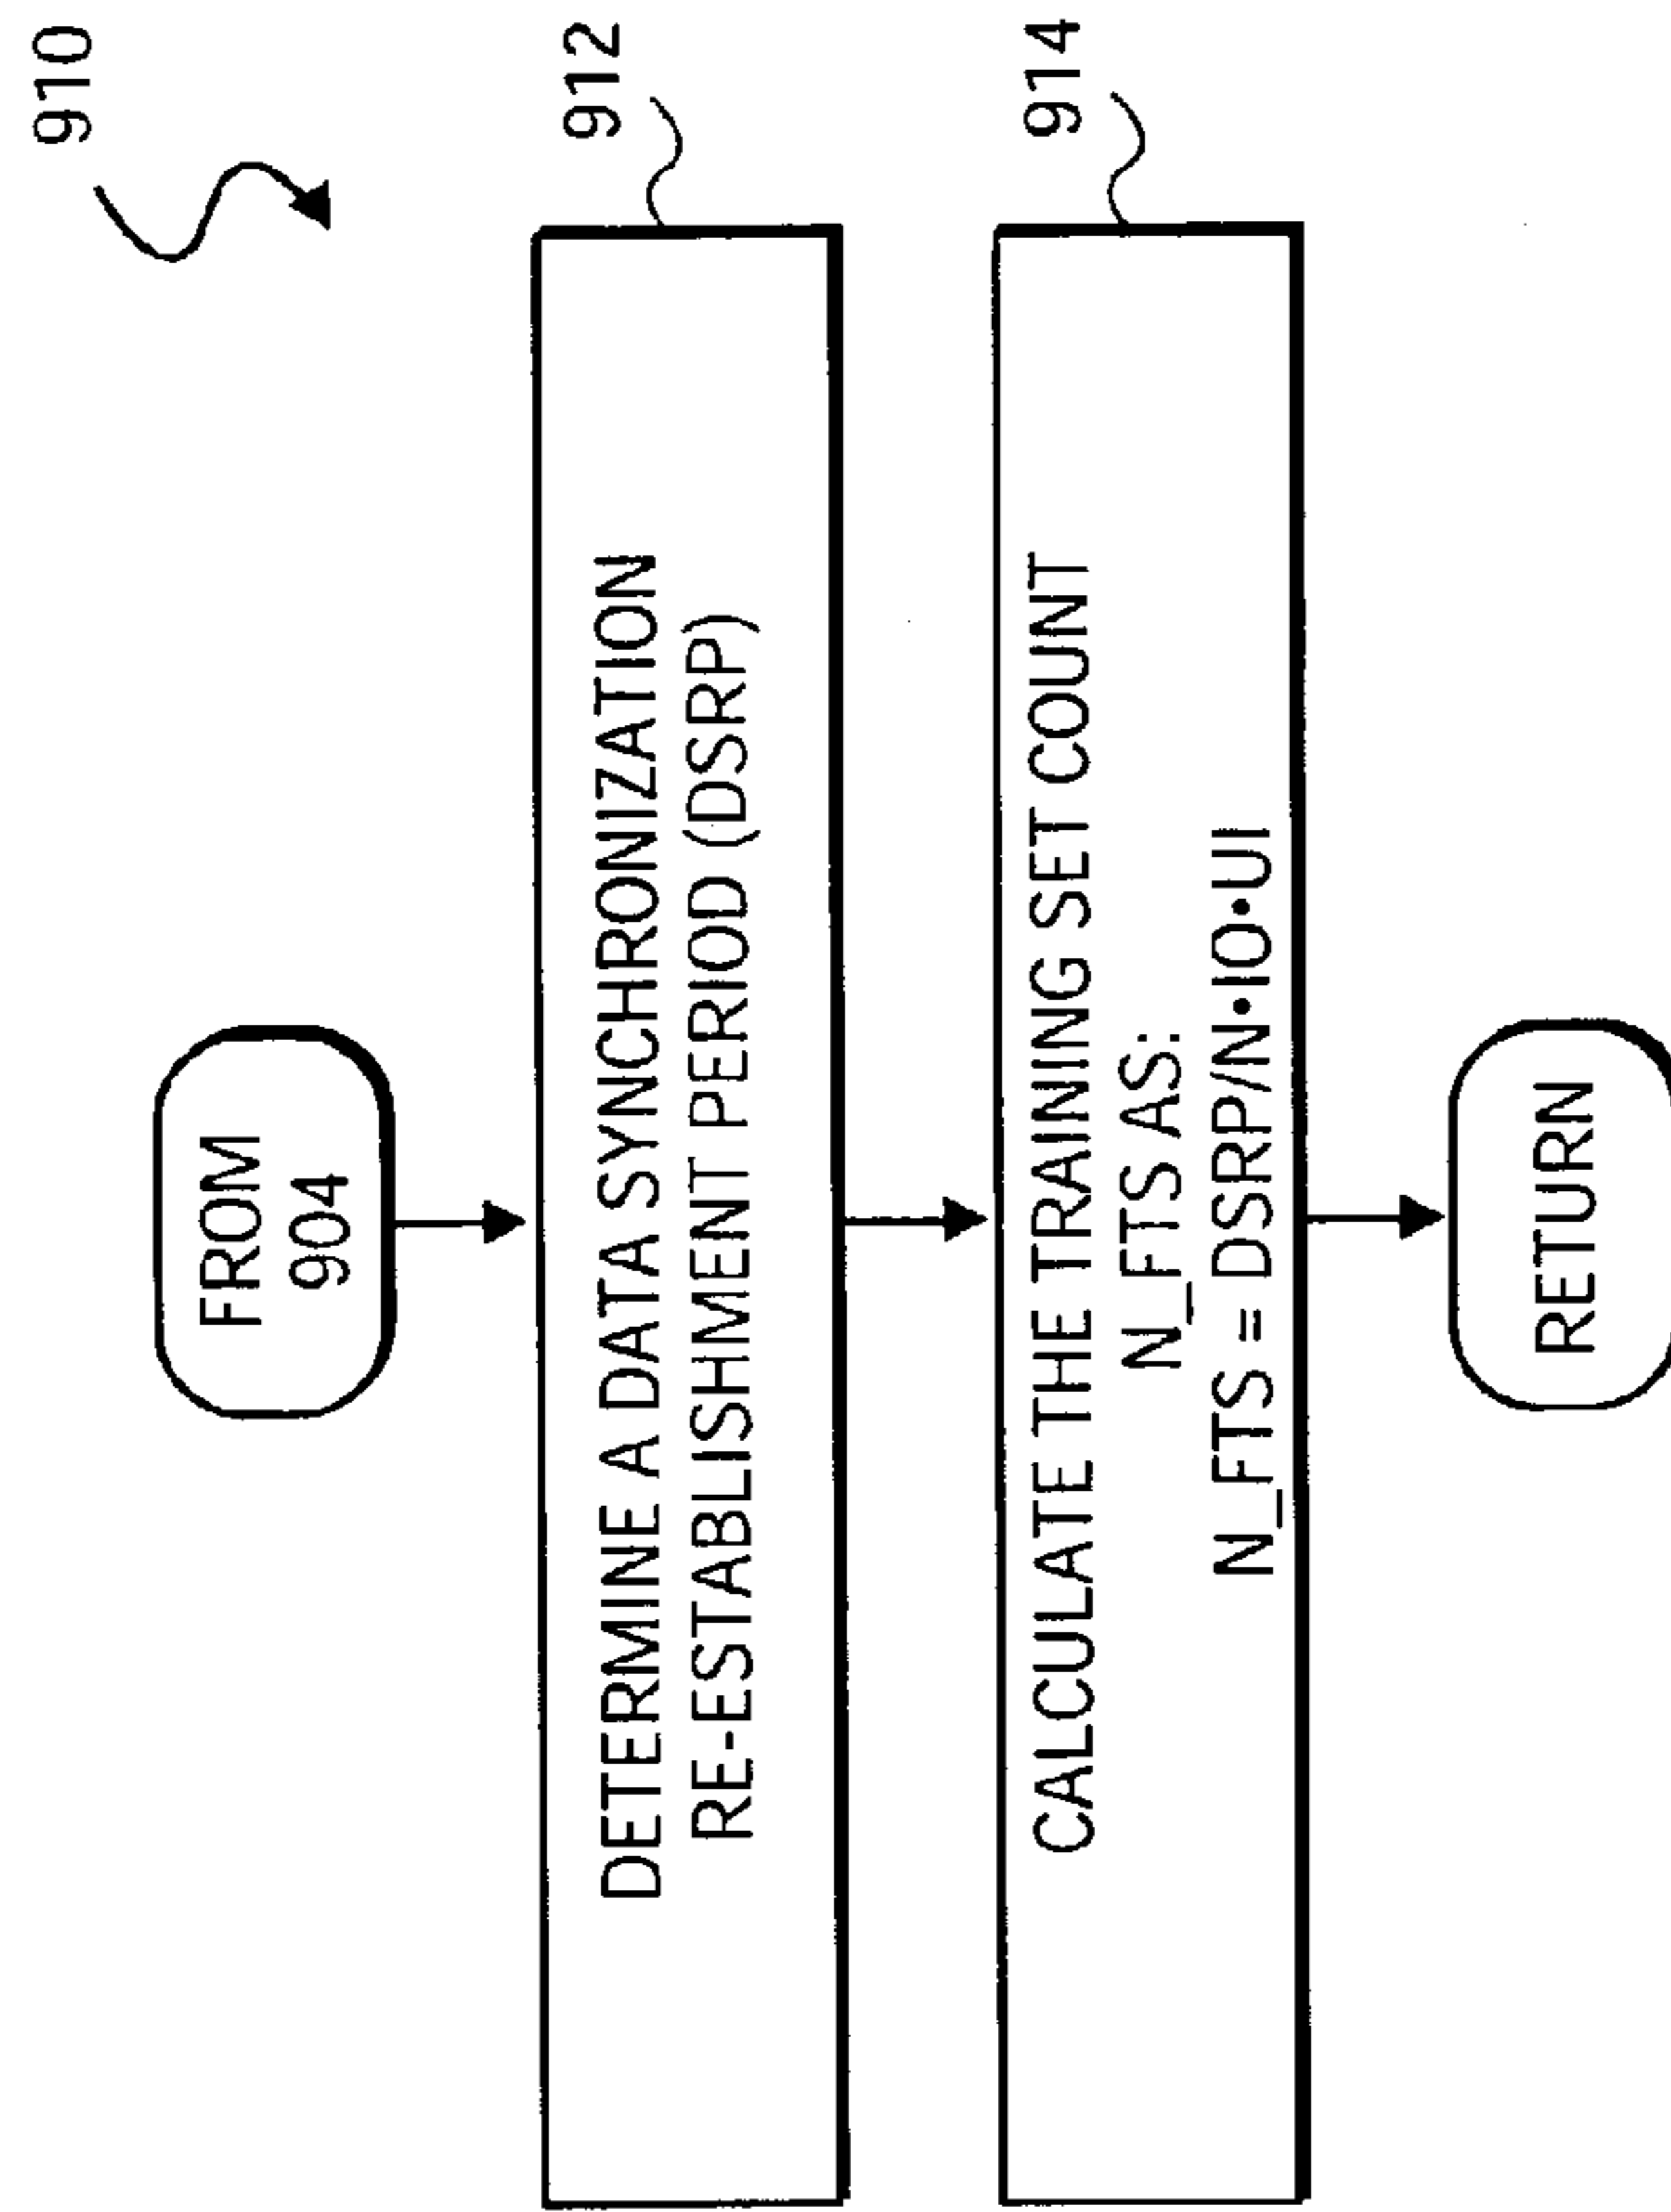 910
FROM
904
DETERMINE A DATA SYNCHRONIZATION
RE-ESTABLISHMENT PERIOD (DSRP)
912
CALCULATE THE TRAINING SET COUNT
N_FTS AS:
N_FTS = DSRP/N•10•UI
914
RETURN